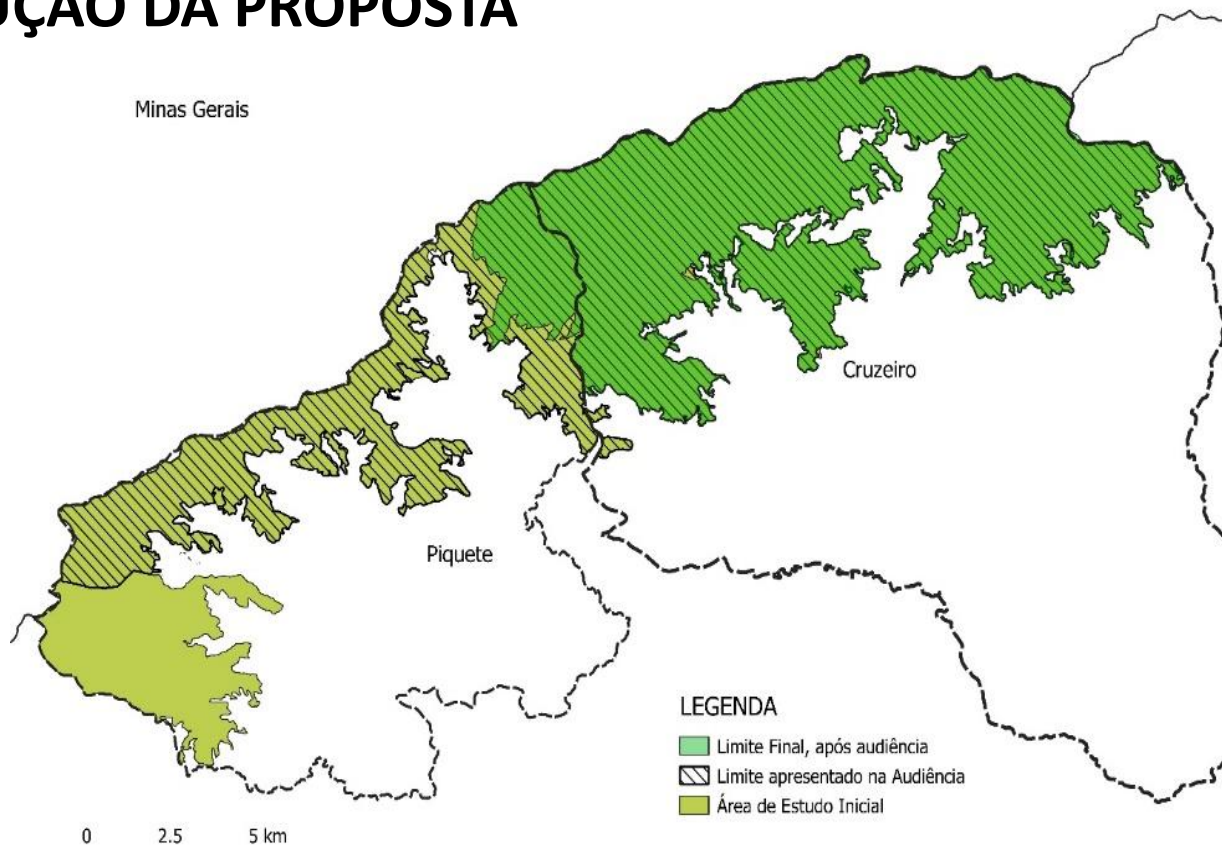 UÇÃO DA PROPOSTA
Minas Gerais
Cruzeiro
Piquete
LEGENDA
Limite Final, após audiência
Limite apresentado na Audiência
Área de Estudo Inicial
0 2.5 5 km